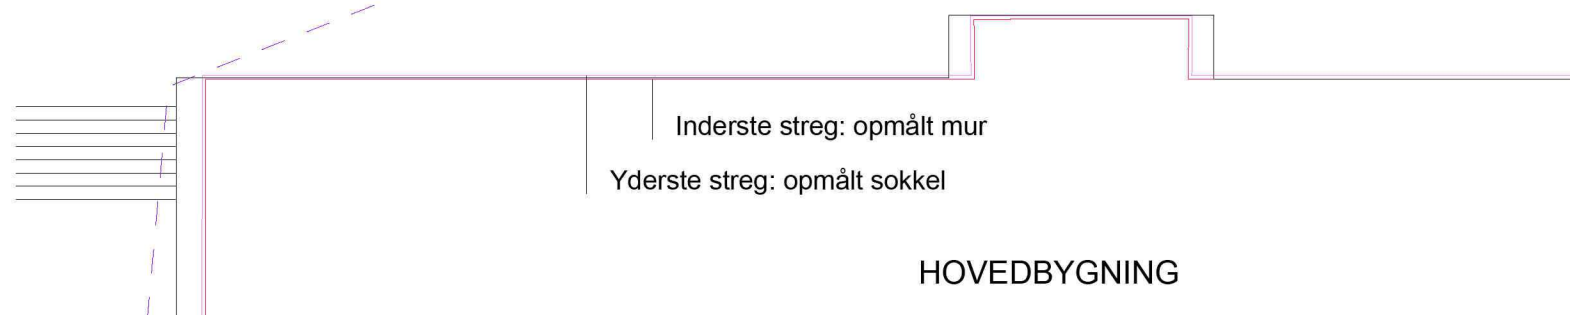 Inderste streg: opmålt mur
Yderste streg: opmålt sokkel
HOVEDBYGNING